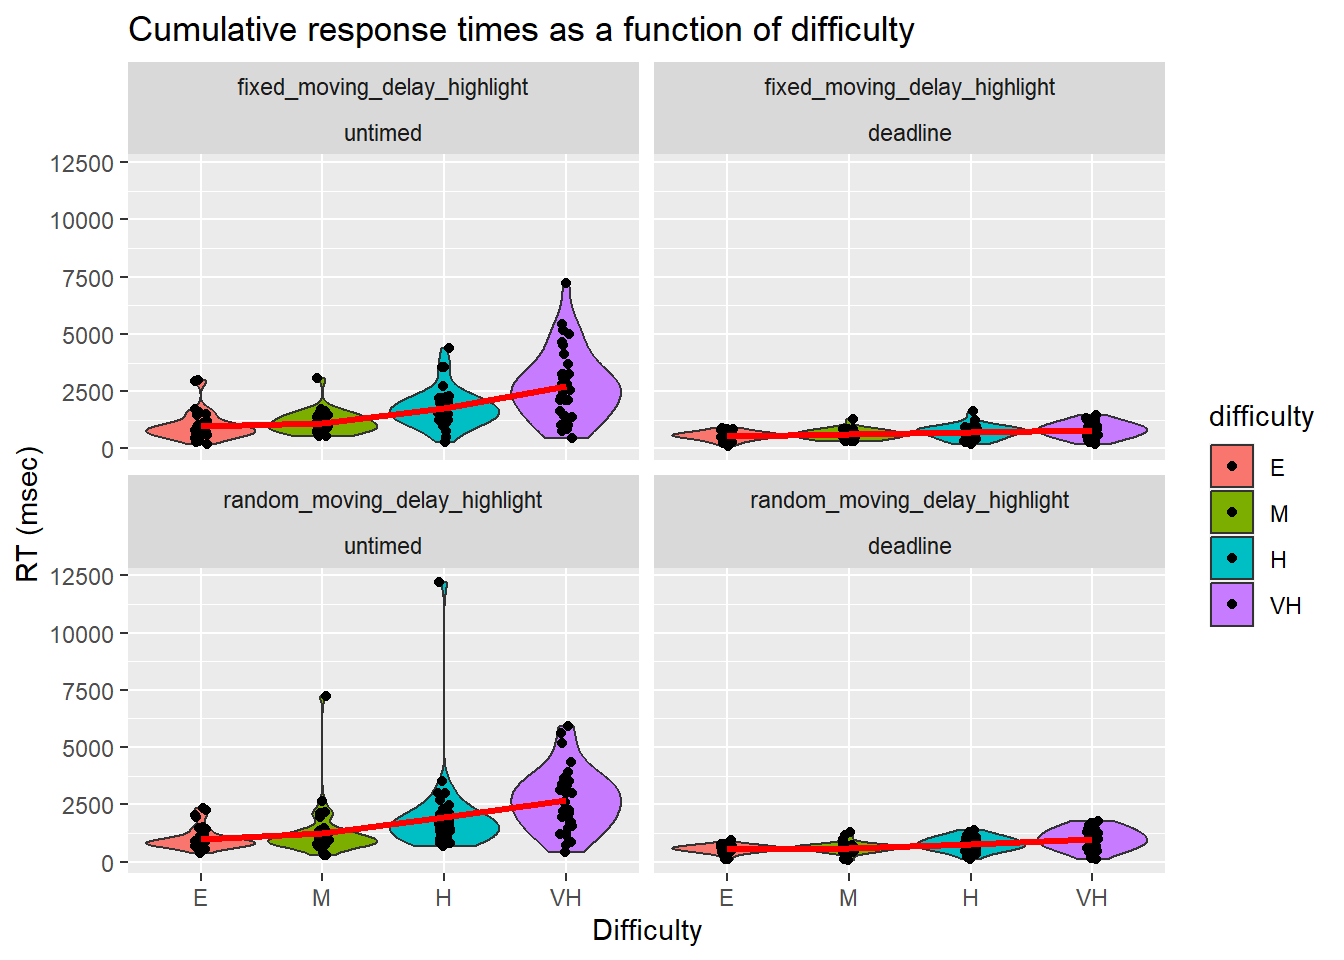 Cumulative response times as a function of difficulty
fixed_moving_delay_highlight
untimed
fixed_moving_delay_highlight
deadline
12500
10000
7500
5000
2500
0
random_moving_delay_highlight
untimed
random_moving_delay_highlight
deadline
12500
10000
7500
5000
2500
0
RT (msec)
E M H VH
E M H VH
Difficulty
difficulty
E
M
H
VH